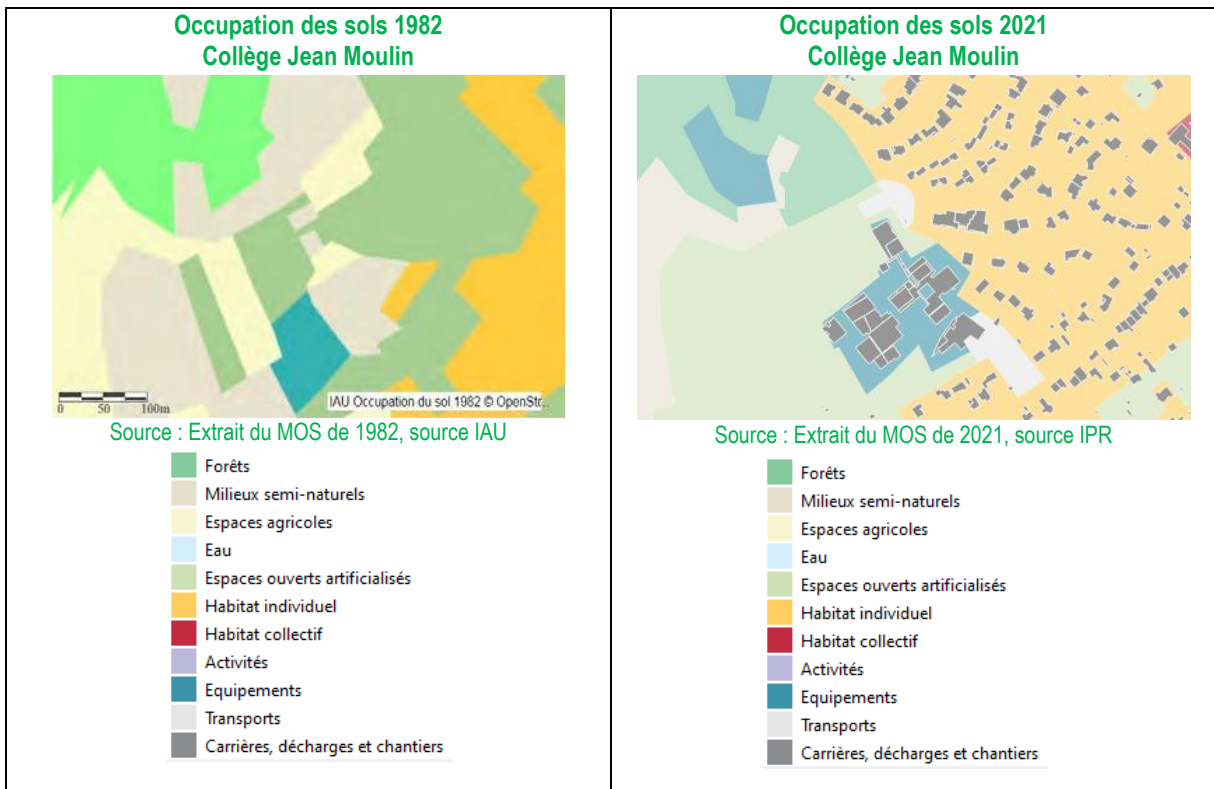 Occupation des sols 1982
Collège Jean Moulin
0 50 100m
IAU Occupation du sol 1982 © OpenStr...
Source : Extrait du MOS de 1982, source IAU
Forêts
Milieux semi-naturels
Espaces agricoles
Eau
Espaces ouverts artificialisés
Habitat individuel
Habitat collectif
Activités
Equipements
Transports
Carrières, décharges et chantiers
Occupation des sols 2021
Collège Jean Moulin
Source : Extrait du MOS de 2021, source IPR
Forêts
Milieux semi-naturels
Espaces agricoles
Eau
Espaces ouverts artificialisés
Habitat individuel
Habitat collectif
Activités
Equipements
Transports
Carrières, décharges et chantiers